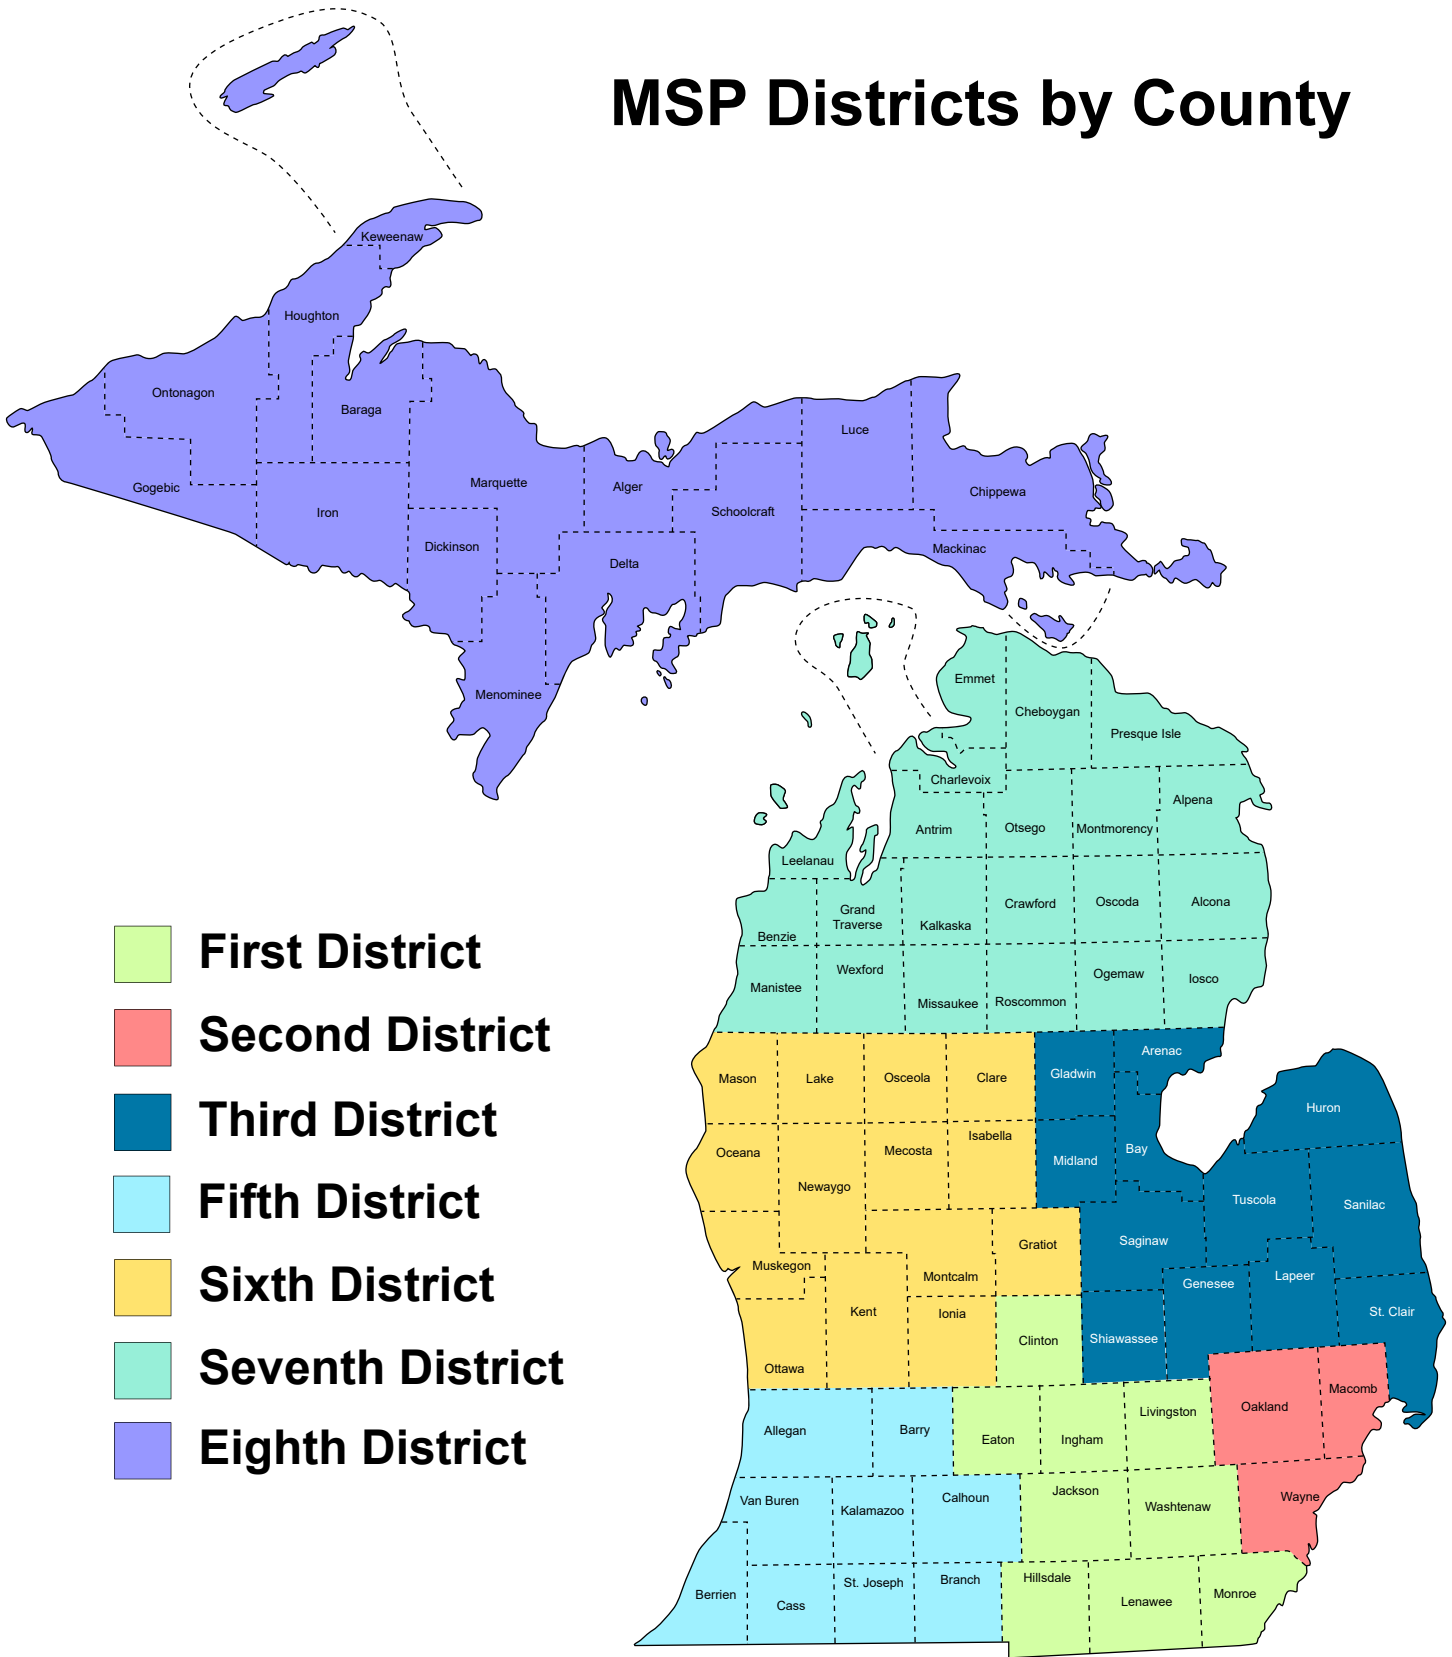 MSP Districts by County
Keweenaw
Houghton
Ontonagon
Baraga
Luce
Gogebic
Marquette
Alger
Chippewa
Iron
Schoolcraft
Dickinson
Mackinac
Delta
Menominee
Emmet
Cheboygan
Presque Isle
Charlevoix
Alpena
Antrim
Otsego
Montmorency
Leelanau
Grand
Traverse
Crawford
Oscoda
Alcona
Benzie
Kalkaska
Wexford
Ogemaw
Iosco
Manistee
Missaukee
Roscommon
First District
Second District
Third District
Fifth District
Sixth District
Seventh District
Eighth District
Mason
Lake
Osceola
Clare
Gladwin
Arenac
Huron
Oceana
Newaygo
Mecosta
Isabella
Midland
Bay
Tuscola
Sanilac
Muskegon
Montcalm
Gratiot
Saginaw
Genesee
Lapeer
St. Clair
Ottawa
Kent
Ionia
Clinton
Shiawassee
Allegan
Barry
Eaton
Ingham
Livingston
Oakland
Macomb
Van Buren
Kalamazoo
Calhoun
Jackson
Washtenaw
Wayne
Berrien
Cass
St. Joseph
Branch
Hillsdale
Lenawee
Monroe